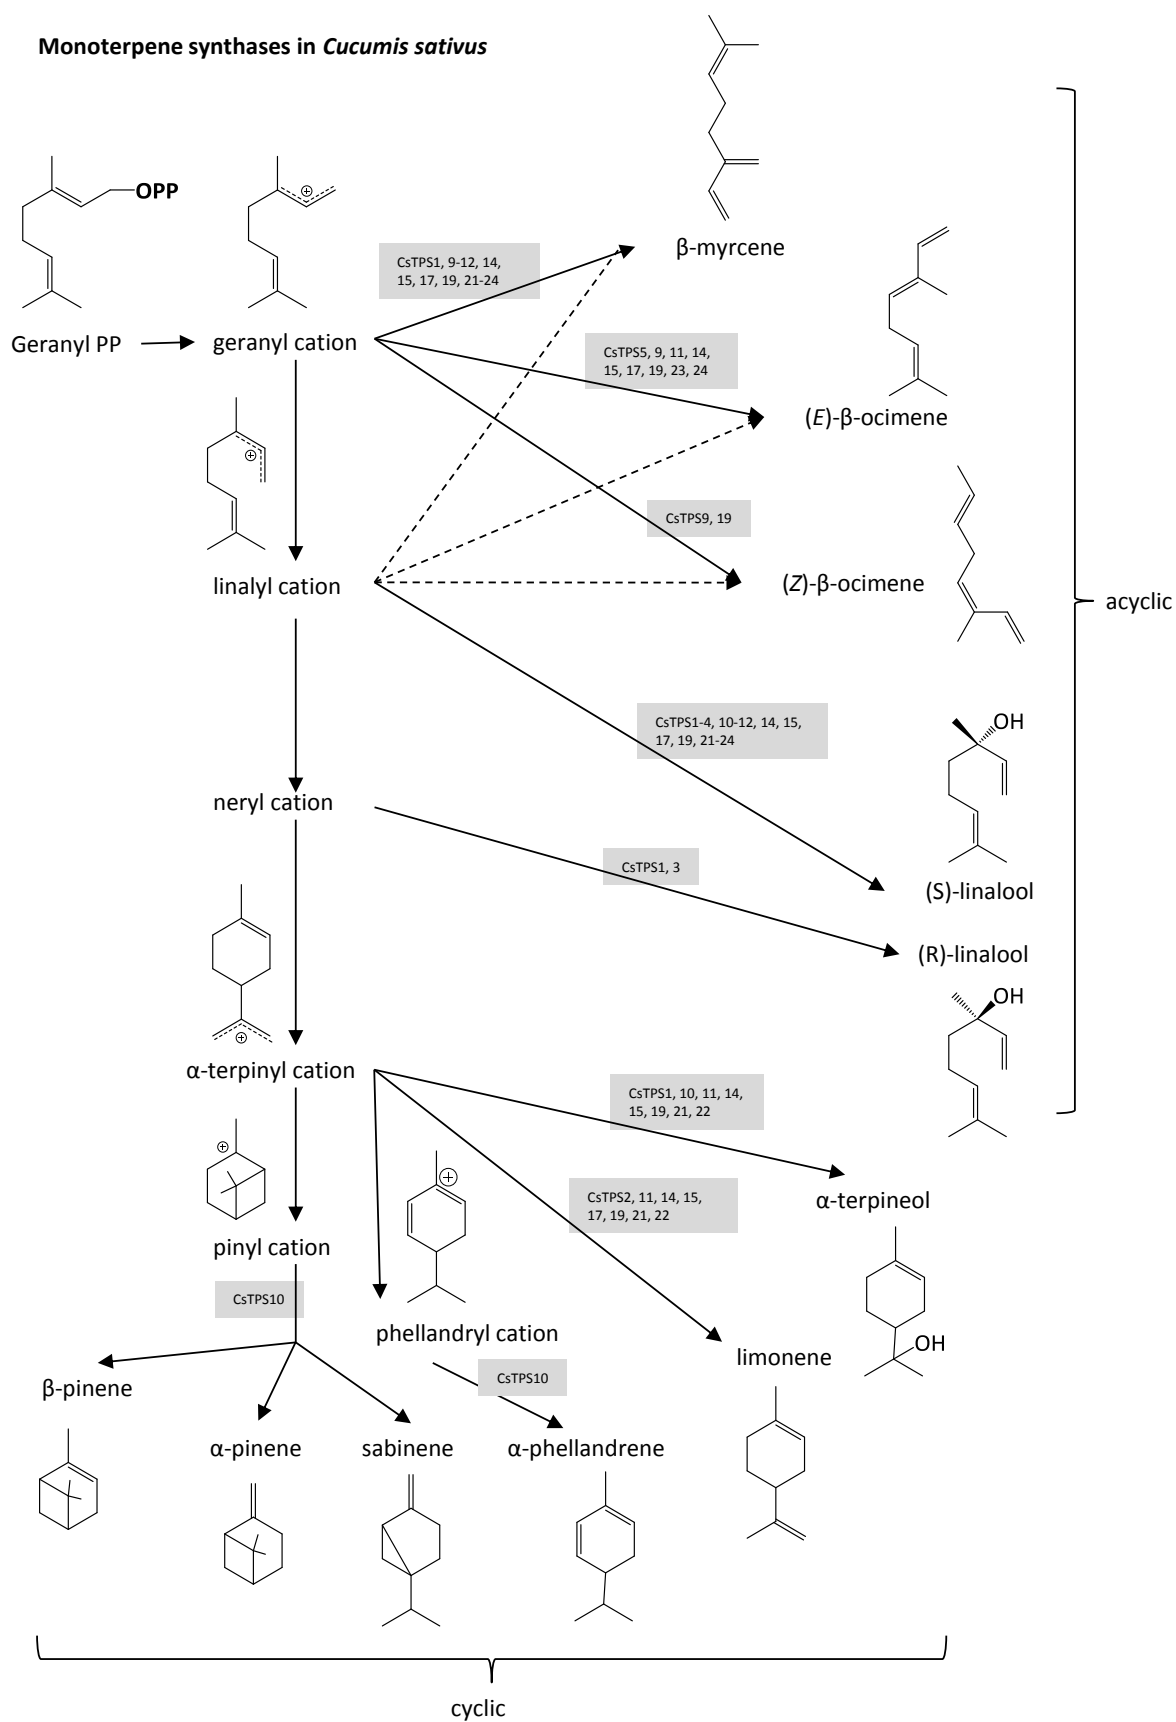 Monoterpene synthases in Cucumis sativus
OPP
⊕
β-myrcene
CsTPS1, 9-12, 14,
15, 17, 19, 21-24
Geranyl PP
geranyl cation
CsTPS5, 9, 11, 14,
15, 17, 19, 23, 24
(E)-β-ocimene
⊕
CsTPS9, 19
linalyl cation
(Z)-β-ocimene
acyclic
CsTPS1-4, 10-12, 14, 15,
17, 19, 21-24
OH
neryl cation
CsTPS1, 3
(S)-linalool
(R)-linalool
OH
⊕
α-terpinyl cation
CsTPS1, 10, 11, 14,
15, 19, 21, 22
⊕
⊕
CsTPS2, 11, 14, 15,
17, 19, 21, 22
α-terpineol
pinyl cation
CsTPS10
phellandryl cation
OH
limonene
CsTPS10
β-pinene
α-pinene
sabinene
α-phellandrene
cyclic